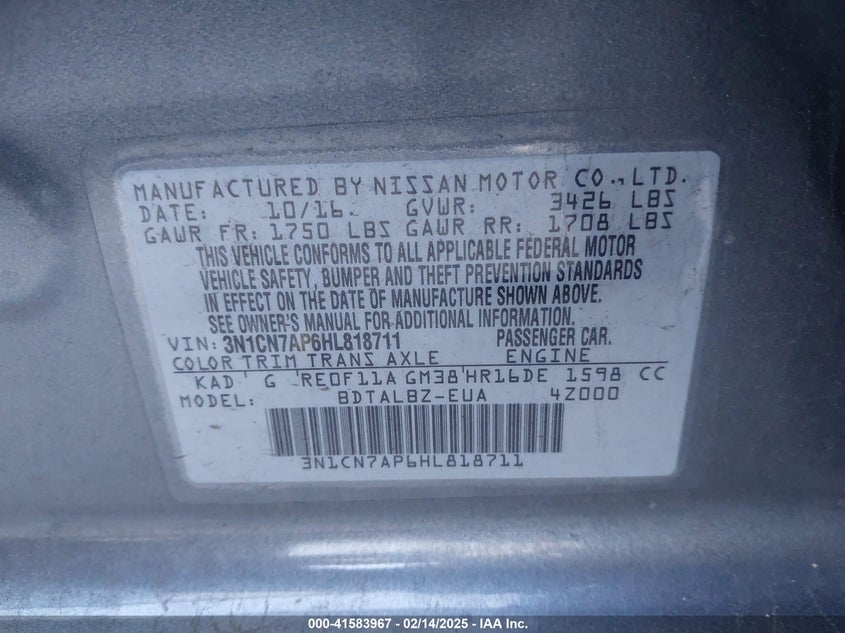 MANUFACTURED BY NISSAN MOTOR CO., LTD.
DATE: 10/16. GVWR: 3426 LBS
GAWR FR: 1750 LBS GAWR RR: 1708 LBS
THIS VEHICLE CONFORMS TO ALL APPLICABLE FEDERAL MOTOR
VEHICLE SAFETY, BUMPER AND THEFT PREVENTION STANDARDS
IN EFFECT ON THE DATE OF MANUFACTURE SHOWN ABOVE.
SEE OWNER'S MANUAL FOR ADDITIONAL INFORMATION.
VIN: 3N1CN7AP6HL818711 PASSENGER CAR.
COLOR TRIM TRANS AXLE ENGINE
KAD G RE0F11A GM38 HR16DE 1598 CC
MODEL: BDTALBZ-EUA 4Z000
3N1CN7AP6HL818711
000-41583967 - 02/14/2025 - © IAA Holdings, LLC.